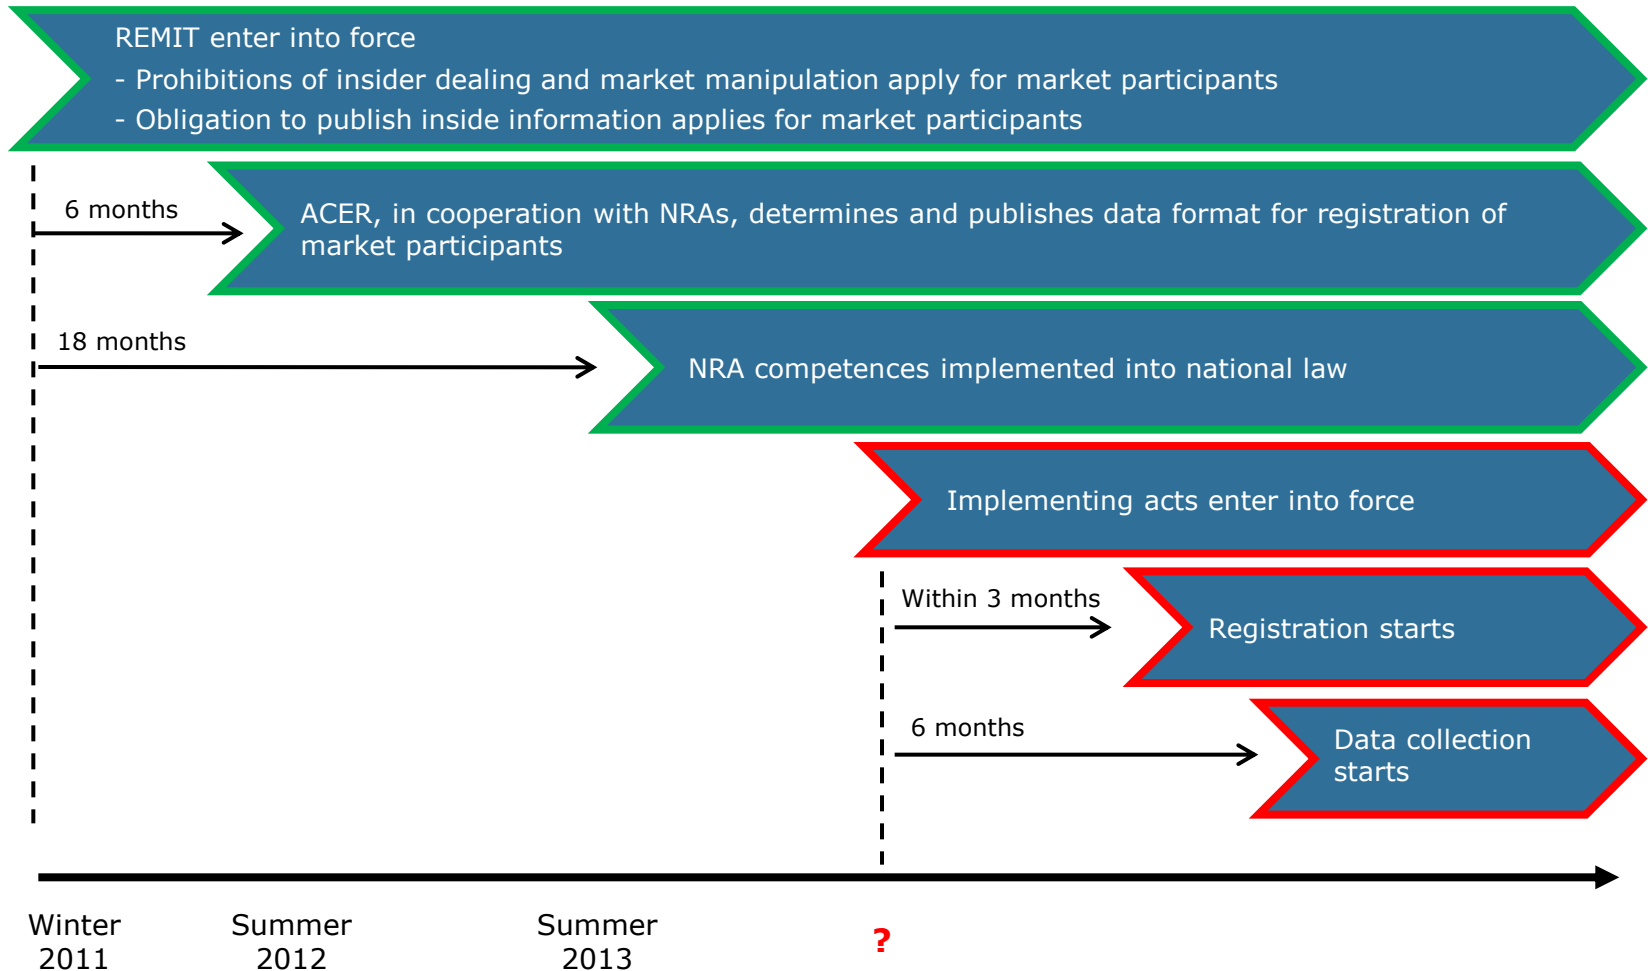 REMIT enter into force
- Prohibitions of insider dealing and market manipulation apply for market participants
- Obligation to publish inside information applies for market participants
6 months
ACER, in cooperation with NRAs, determines and publishes data format for registration of
market participants
18 months
NRA competences implemented into national law
Implementing acts enter into force
Within 3 months
Registration starts
6 months
Data collection
starts
Winter
2011
Summer
2012
Summer
2013
?